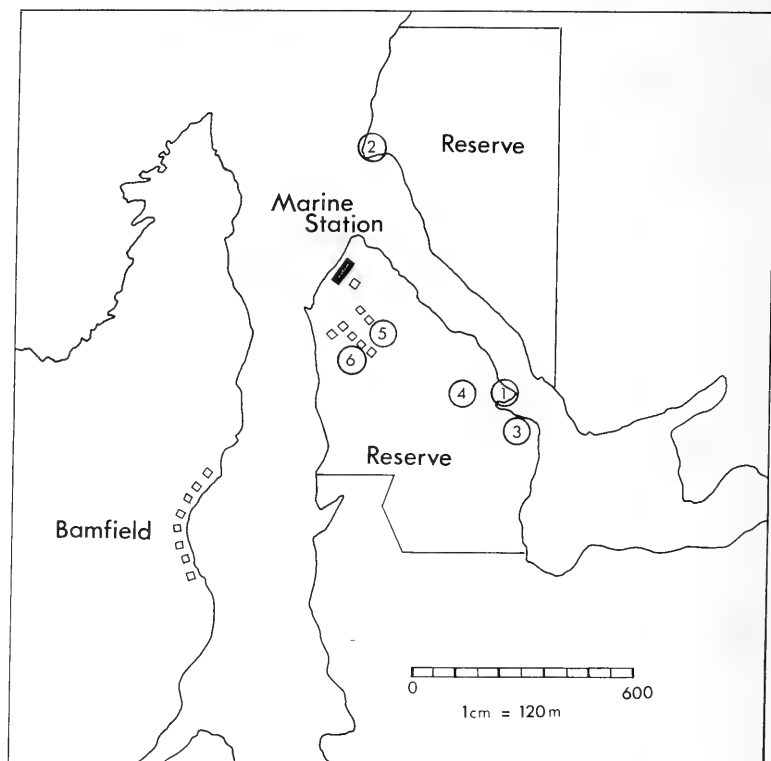 Reserve
2
Marine
Station
5
6
4
1
3
Reserve
Bamfield
0
600
1cm = 120m